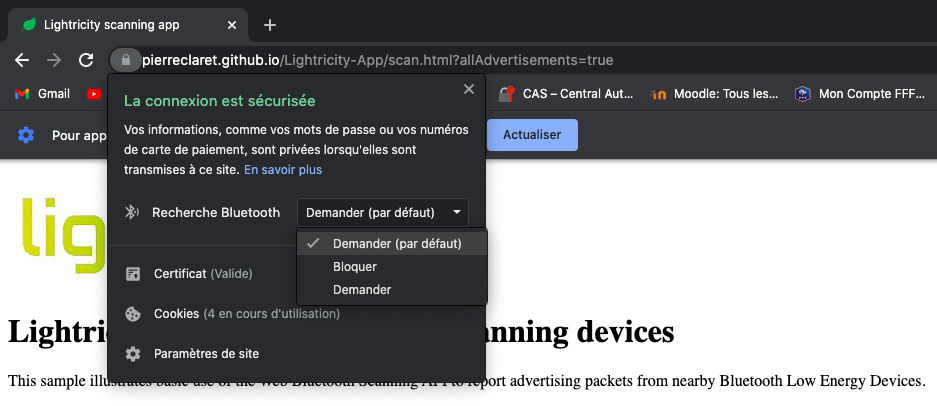 Lightricity scanning app
pierreclaret.github.io/Lightricity-App/scan.html?allAdvertisements=true
Gmail
CAS – Central Aut...
Moodle: Tous les...
Mon Compte FFF...
Pour app
Actualiser
La connexion est sécurisée
Vos informations, comme vos mots de passe ou vos numéros
de carte de paiement, sont privées lorsqu'elles sont
transmises à ce site. En savoir plus
Recherche Bluetooth
Demander (par défaut)
Demander (par défaut)
Bloquer
Demander
Certificat (Valide)
Cookies (4 en cours d'utilisation)
Paramètres de site
lig
Lightri nning devices
This sample illustrates basic use of the Web Bluetooth Scanning API to report advertising packets from nearby Bluetooth Low Energy Devices.